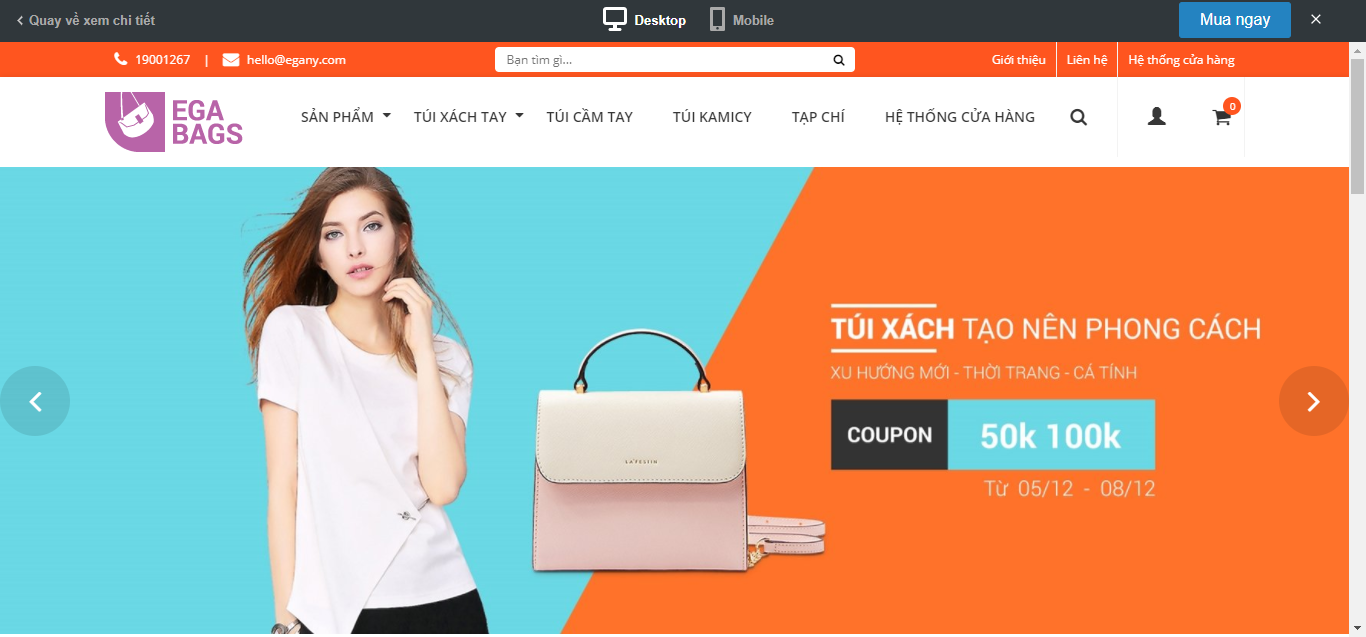 Quay về xem chi tiết
Desktop
Mobile
Mua ngay
19001267 | hello@egany.com
Bạn tìm gì...
Giới thiệu
Liên hệ
Hệ thống cửa hàng
EGA
BAGS
SẢN PHẨM
TÚI XÁCH TAY
TÚI CẦM TAY
TÚI KAMICY
TẠP CHÍ
HỆ THỐNG CỬA HÀNG
0
TÚI XÁCH TẠO NÊN PHONG CÁCH
XU HƯỚNG MỚI - THỜI TRANG - CÁ TÍNH
COUPON
50k 100k
Từ 05/12 - 08/12